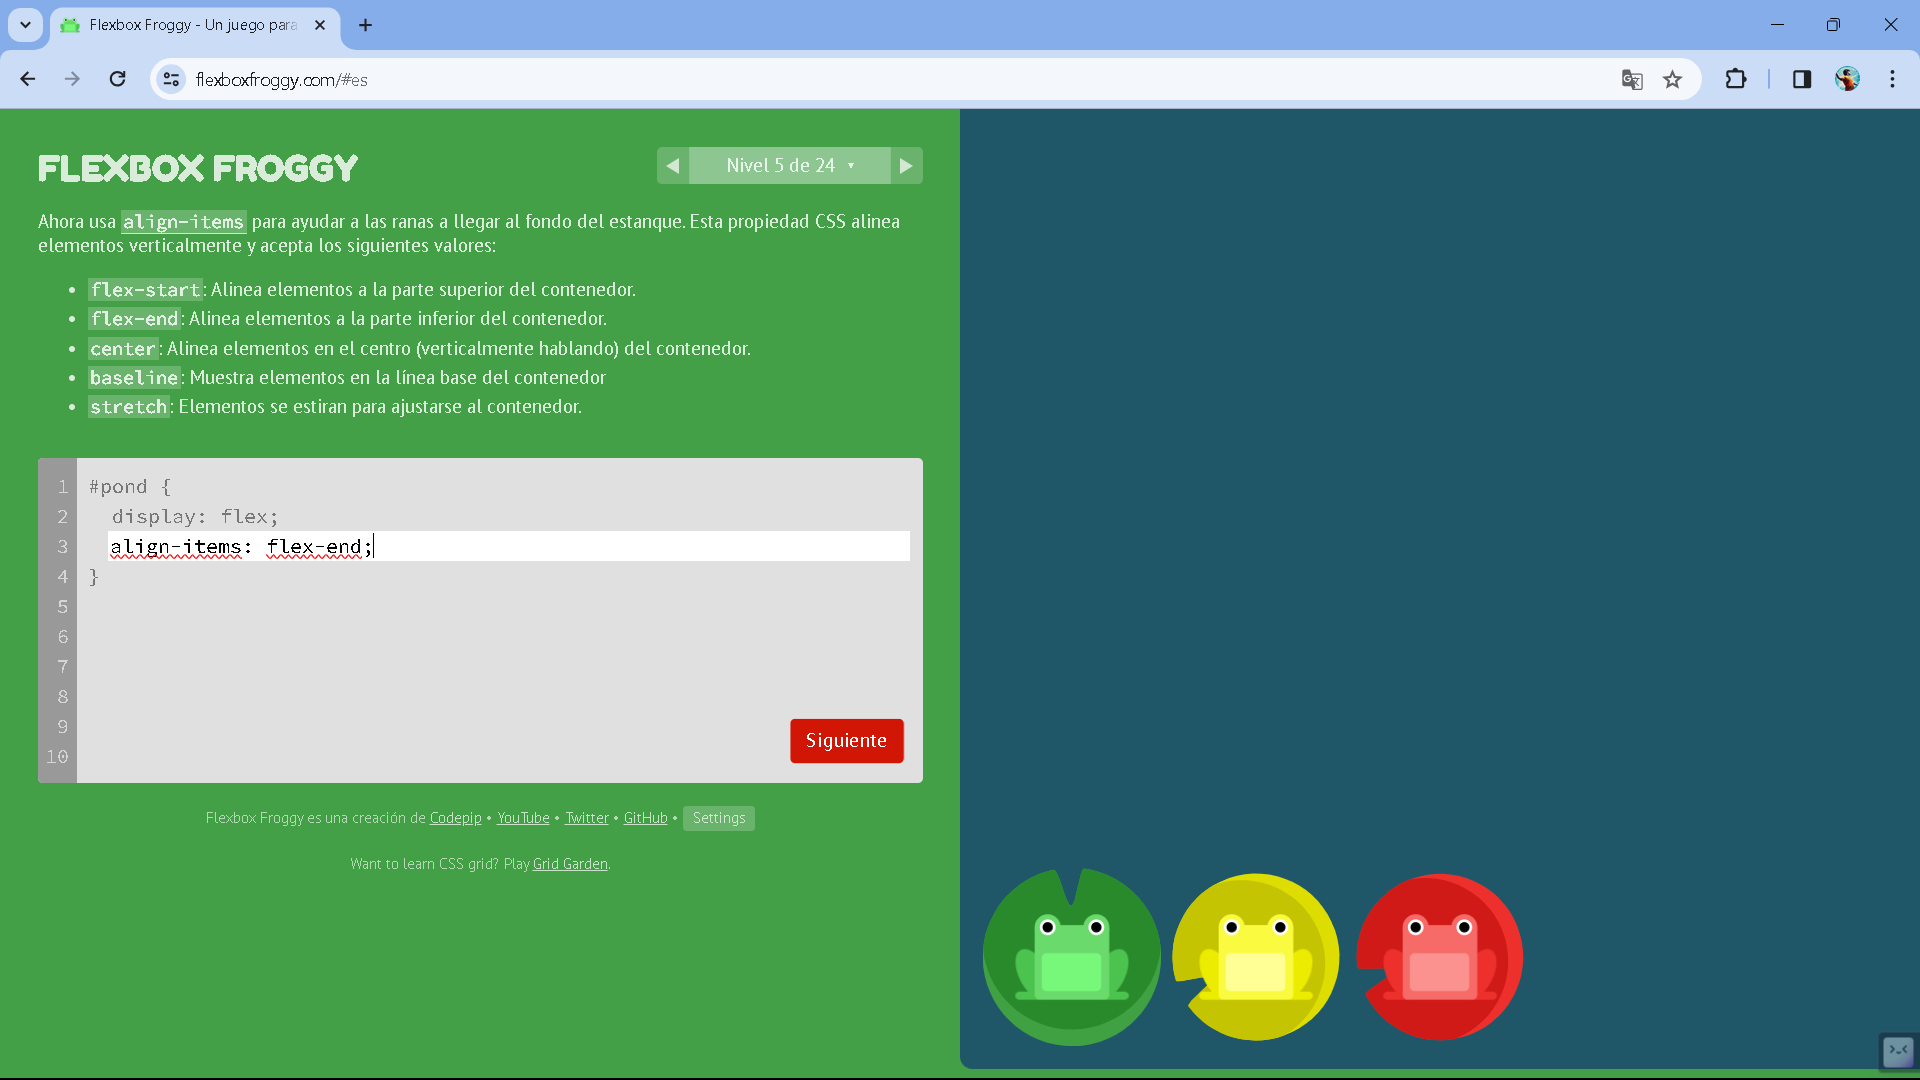 Flexbox Froggy - Un juego para
flexboxfroggy.com/#es
FLEXBOX FROGGY
Nivel 5 de 24 ▾
Ahora usa align-items para ayudar a las ranas a llegar al fondo del estanque. Esta propiedad CSS alinea
elementos verticalmente y acepta los siguientes valores:
• flex-start: Alinea elementos a la parte superior del contenedor.
• flex-end: Alinea elementos a la parte inferior del contenedor.
• center: Alinea elementos en el centro (verticalmente hablando) del contenedor.
• baseline: Muestra elementos en la línea base del contenedor
• stretch: Elementos se estiran para ajustarse al contenedor.
1 #pond {
2 display: flex;
3 align-items: flex-end;
4 }
5
6
7
8
9
10
Siguiente
Flexbox Froggy es una creación de Codepip • YouTube • Twitter • GitHub • Settings
Want to learn CSS grid? Play Grid Garden.